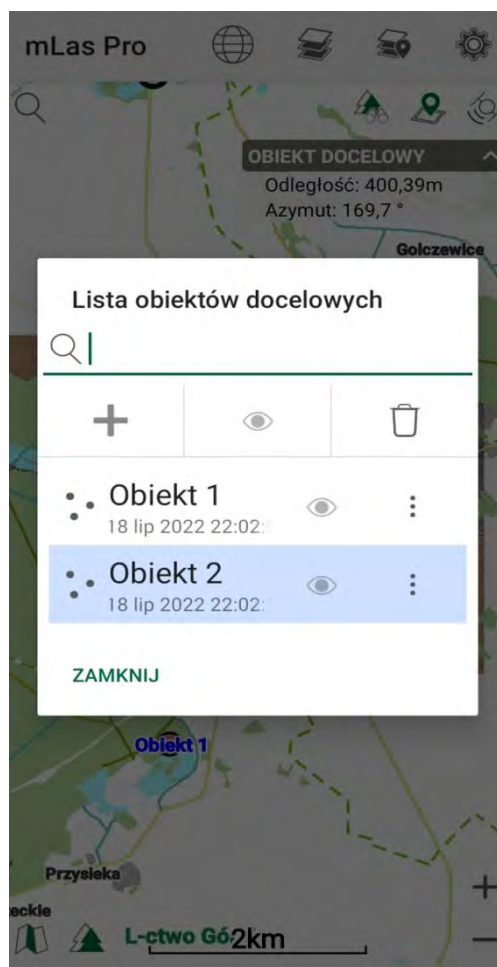 mLas Pro
OBIEKT DOCELOWY
Odległość: 400,39m
Azymut: 169,7 °
Golczewice
Lista obiektów docelowych
Obiekt 1
18 lip 2022 22:02:
Obiekt 2
18 lip 2022 22:02:
ZAMKNIJ
Obiekt 1
Przysieka
eckie
L-ctwo Gó
2km